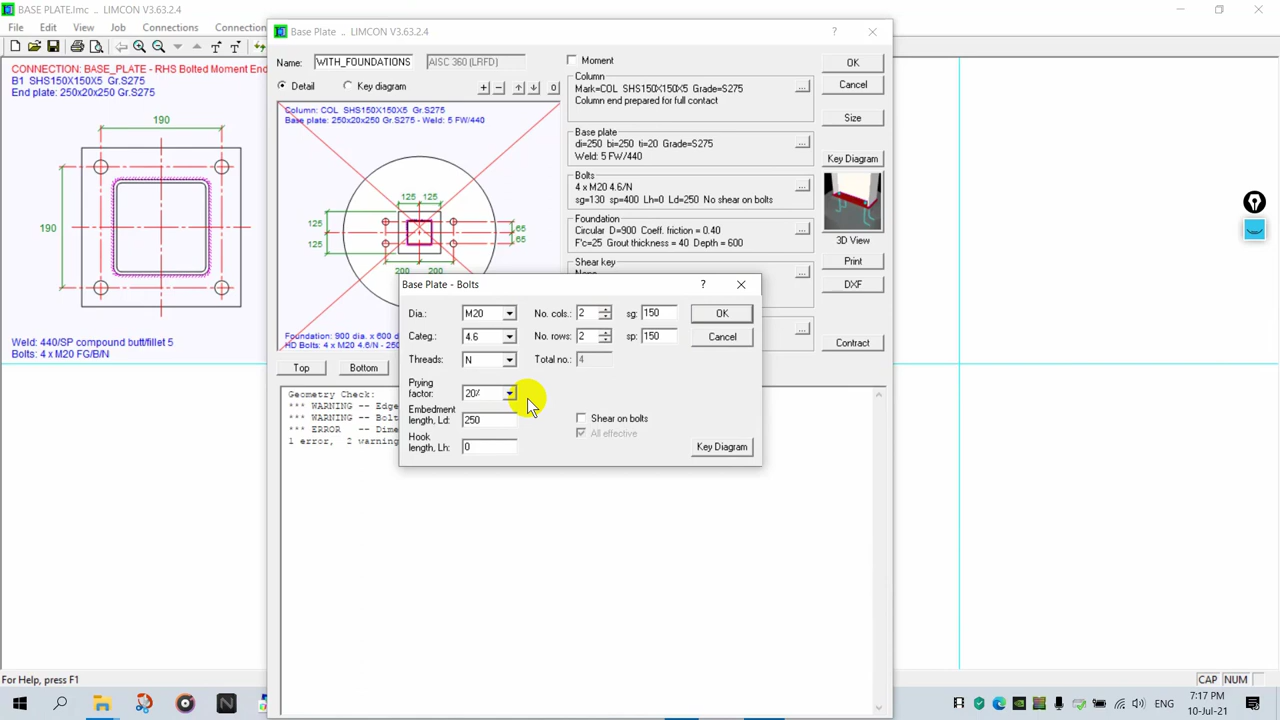 BASE PLATE.lmc - LIMCON V3.63.2.4
File Edit View Job Connections Connection
CONNECTION: BASE_PLATE - RHS Bolted Moment End
B1 SHS150X150X5 Gr.S275
End plate: 250x20x250 Gr.S275
190
190
Weld: 440/SP compound butt/fillet 5
Bolts: 4 x M20 FG/B/N
Base Plate .. LIMCON V3.63.2.4
Name: WITH_FOUNDATIONS AISC 360 (LRFD)
Detail Key diagram 0
Column: COL SHS150X150X5 Gr.S275
Base plate: 250x20x250 Gr.S275 - Weld: 5 FW/440
125 125
125
125
65
65
200 200
Foundation: 900 dia. x 600 d
Top Bottom
Geometry Check:
*** WARNING -- Edge
*** WARNING -- Bolt
*** ERROR -- Dime
1 error, 2 warning
Moment
Column
Mark=COL SHS150X150X5 Grade=S275
Column end prepared for full contact
...
Base plate
di=250 bi=250 ti=20 Grade=S275
Weld: 5 FW/440
...
Bolts
4 x M20 4.6/N
sg=130 sp=400 Lh=0 Ld=250 No shear on bolts
...
Foundation
Circular D=900 Coeff. friction = 0.40
F'c=25 Grout thickness = 40 Depth = 600
...
Shear key
...
...
OK
Cancel
Size
Key Diagram
3D View
Print
DXF
Contract
Base Plate - Bolts
Dia.: M20 No. cols.: 2 sg: 150 OK
Categ.: 4.6 No. rows: 2 sp: 150 Cancel
Threads: N Total no.: 4
Prying
factor: 20%
Embedment
length, Ld: 250
Shear on bolts
All effective
Hook
length, Lh: 0
Key Diagram
For Help, press F1
CAP NUM
ENG
7:17 PM
10-Jul-21